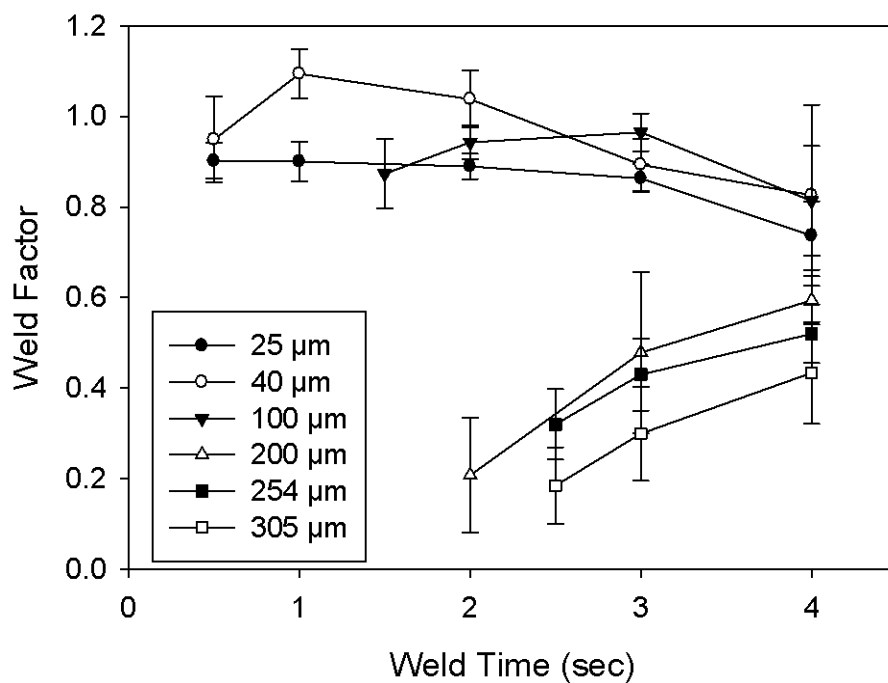 1.2
1.0
0.8
0.6
0.4
0.2
0.0
Weld Factor
25 µm
40 µm
100 µm
200 µm
254 µm
305 µm
0 1 2 3 4
Weld Time (sec)